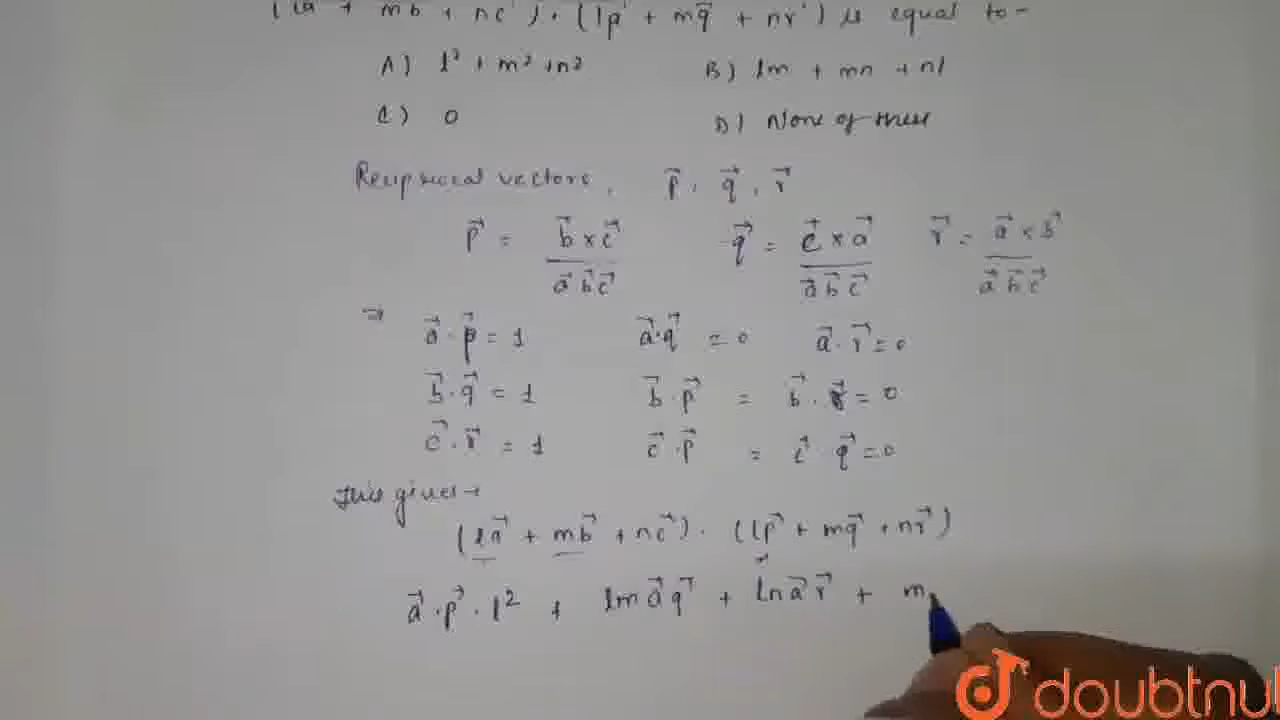 (la⃗ + mb⃗ + nc⃗) · (lp⃗ + mq⃗ + nr⃗) is equal to -
A) l² + m² + n² B) lm + mn + nl
C) 0 D) None of these
Reciprocal vectors, p⃗, q⃗, r⃗
p⃗ = b⃗ × c⃗ / a⃗ b⃗ c⃗ q⃗ = c⃗ × a⃗ / a⃗ b⃗ c⃗ r⃗ = a⃗ × b⃗ / a⃗ b⃗ c⃗
⇒ a⃗ · p⃗ = 1 a⃗ · q⃗ = 0 a⃗ · r⃗ = 0
b⃗ · q⃗ = 1 b⃗ · p⃗ = b⃗ · r⃗ = 0
c⃗ · r⃗ = 1 c⃗ · p⃗ = c⃗ · q⃗ = 0
This gives →
(la⃗ + mb⃗ + nc⃗) · (lp⃗ + mq⃗ + nr⃗)
a⃗ · p⃗ · l² + lm a⃗ q⃗ + ln a⃗ r⃗ + m
doubtnut